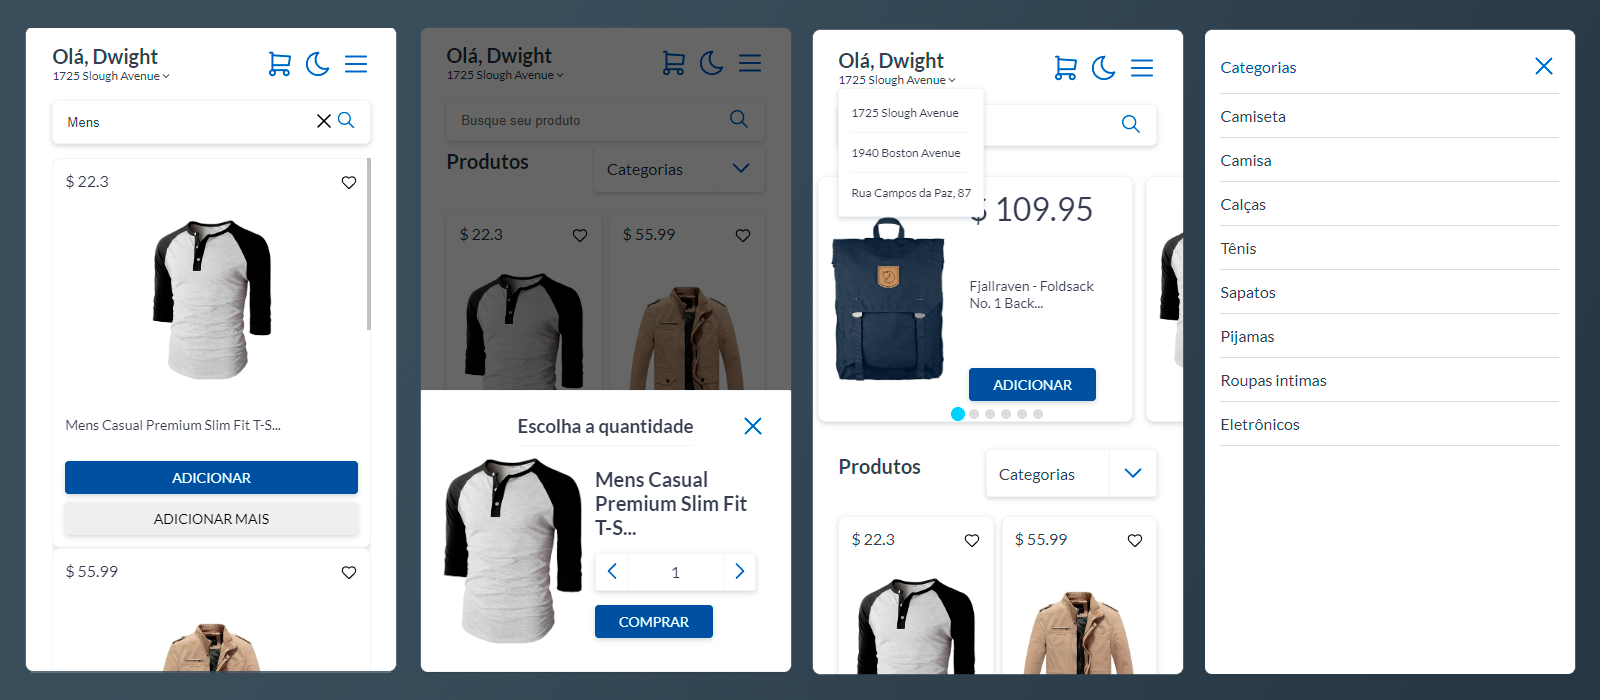 Olá, Dwight
1725 Slough Avenue
Mens
$ 22.3
Mens Casual Premium Slim Fit T-S...
ADICIONAR
ADICIONAR MAIS
$ 55.99
Olá, Dwight
1725 Slough Avenue
Busque seu produto
Produtos
Categorias
$ 22.3
$ 55.99
Escolha a quantidade
Mens Casual
Premium Slim Fit
T-S...
1
COMPRAR
Olá, Dwight
1725 Slough Avenue
1725 Slough Avenue
1940 Boston Avenue
Rua Campos da Paz, 87
$ 109.95
Fjallraven - Foldsack
No. 1 Back...
ADICIONAR
Produtos
Categorias
$ 22.3
$ 55.99
Categorias
Camiseta
Camisa
Calças
Tênis
Sapatos
Pijamas
Roupas intimas
Eletrônicos